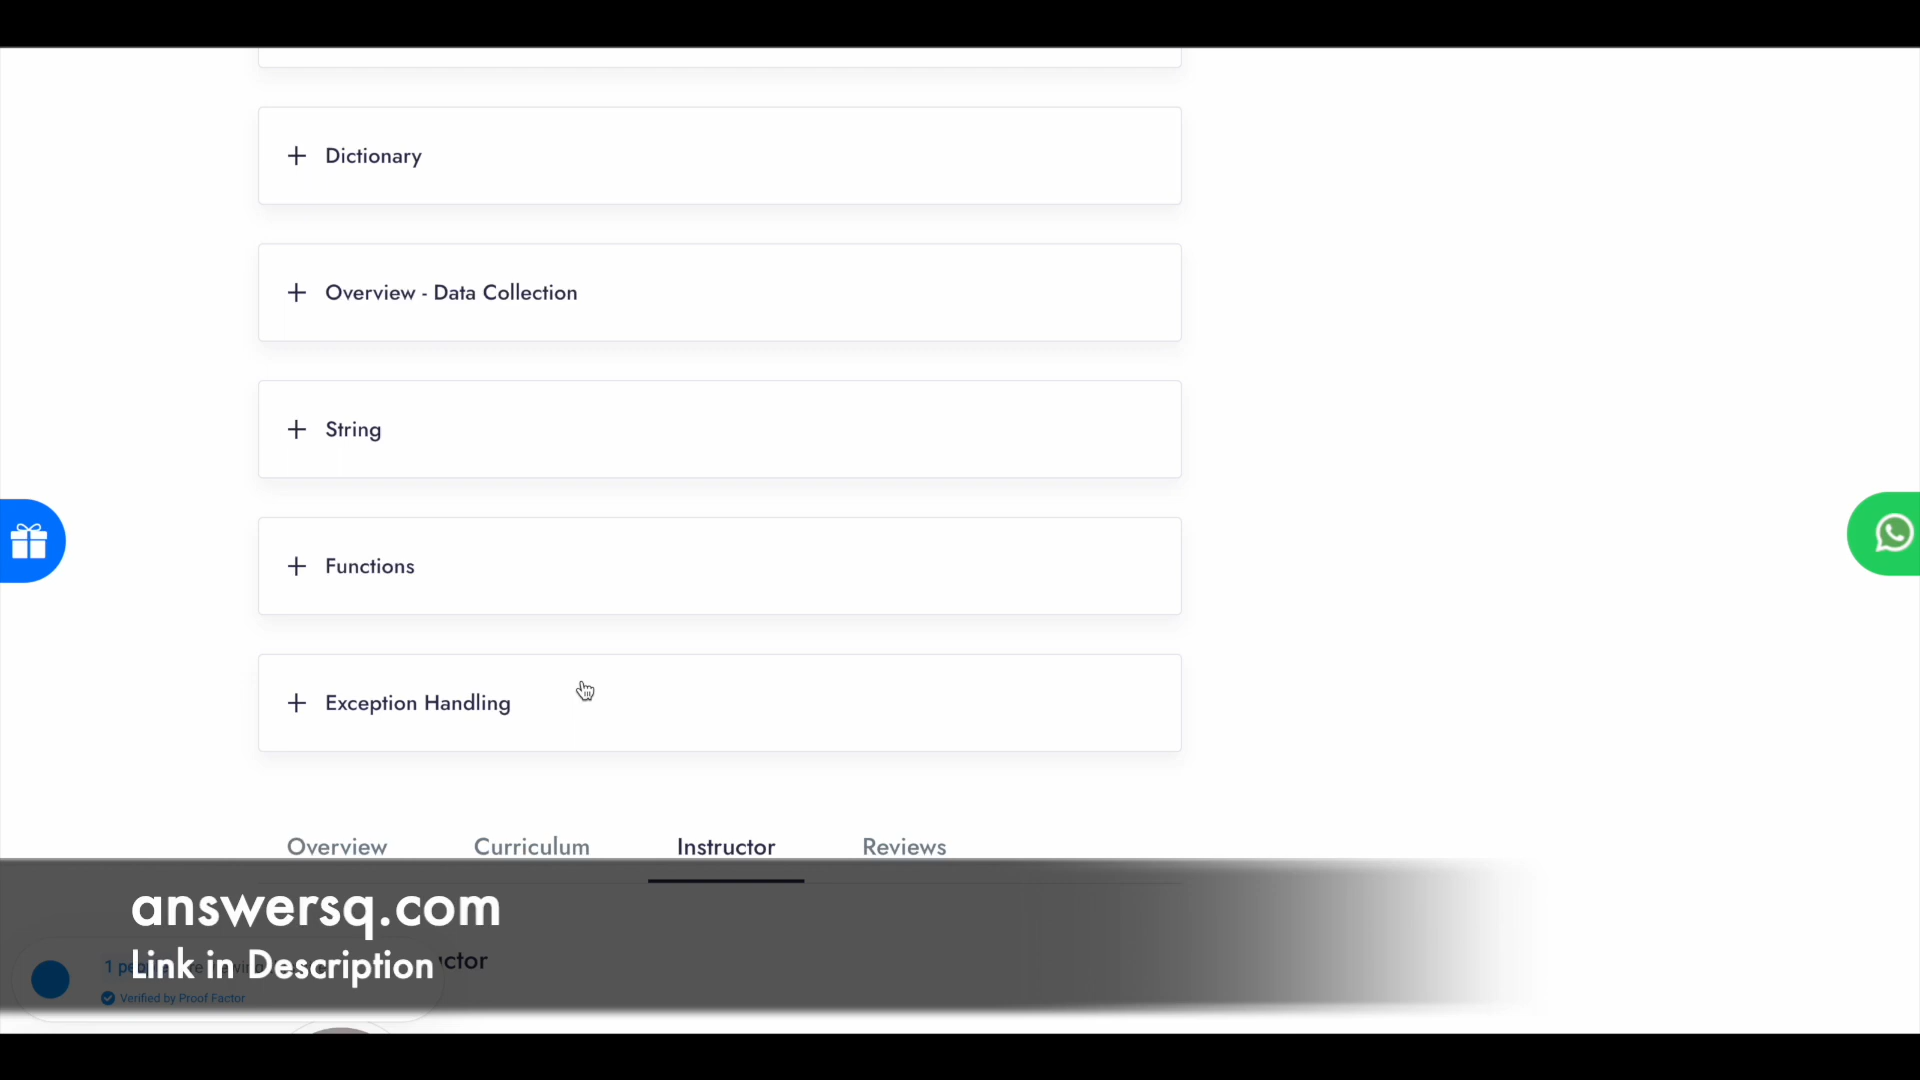 Dictionary
Overview - Data Collection
String
Functions
Exception Handling
Overview Curriculum Instructor Reviews
answersq.com
Link in Description
Verified by Proof Factor